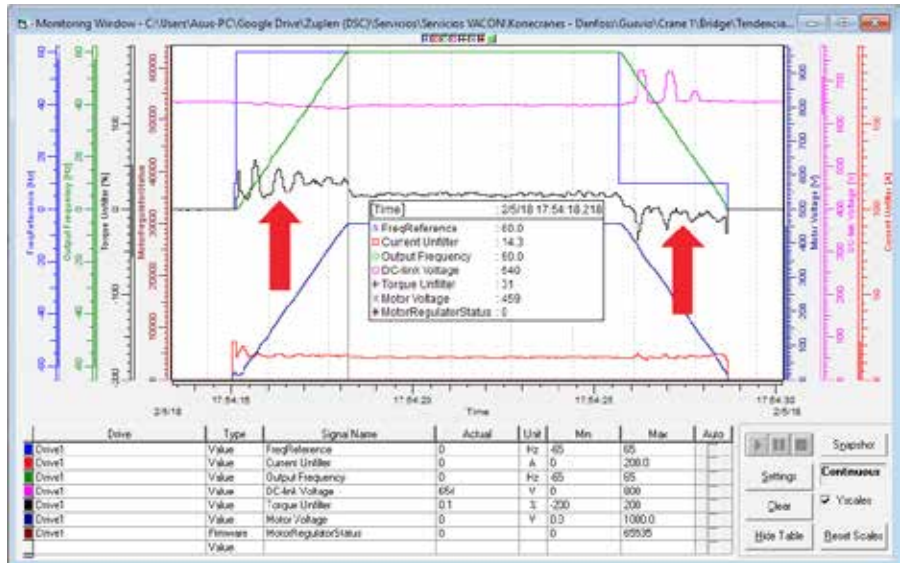 Monitoring Window - C:\Users\Asus-PC\Google Drive\Zuplen (DSC)\Servicios\Servicios VACON\Konecranes - Danfoss\Guavio\Crane 1\Bridge\Tendencia...
FreqReference [Hz]
Output Frequency [Hz]
Torque Unfilter [%]
MotorRegulatorStatus
Motor Voltage [V]
DC-link Voltage [V]
Current Unfilter [A]
[Time] : 2/5/18 17:54:18.218
FreqReference : 60.0
Current Unfilter : 14.3
Output Frequency : 60.0
DC-link Voltage : 640
Torque Unfilter : 31
Motor Voltage : 459
MotorRegulatorStatus : 0
17:54:15 17:54:20 17:54:25 17:54:30
2/5/18 Time 2/5/18
Drive Type Signal Name Actual Unit Min Max Auto
Drive1 Value FreqReference 0 Hz -65 65
Drive1 Value Current Unfilter 0 A 0 200.0
Drive1 Value Output Frequency 0 Hz -65 65
Drive1 Value DC-link Voltage 654 V 0 800
Drive1 Value Torque Unfilter 0.1 % -200 200
Drive1 Value Motor Voltage 0 V 0.3 1000.0
Drive1 Firmware MotorRegulatorStatus 0 0 65535
Value
Snapshot
Settings
Continuous
Clear
Yscales
Hide Table
Reset Scales